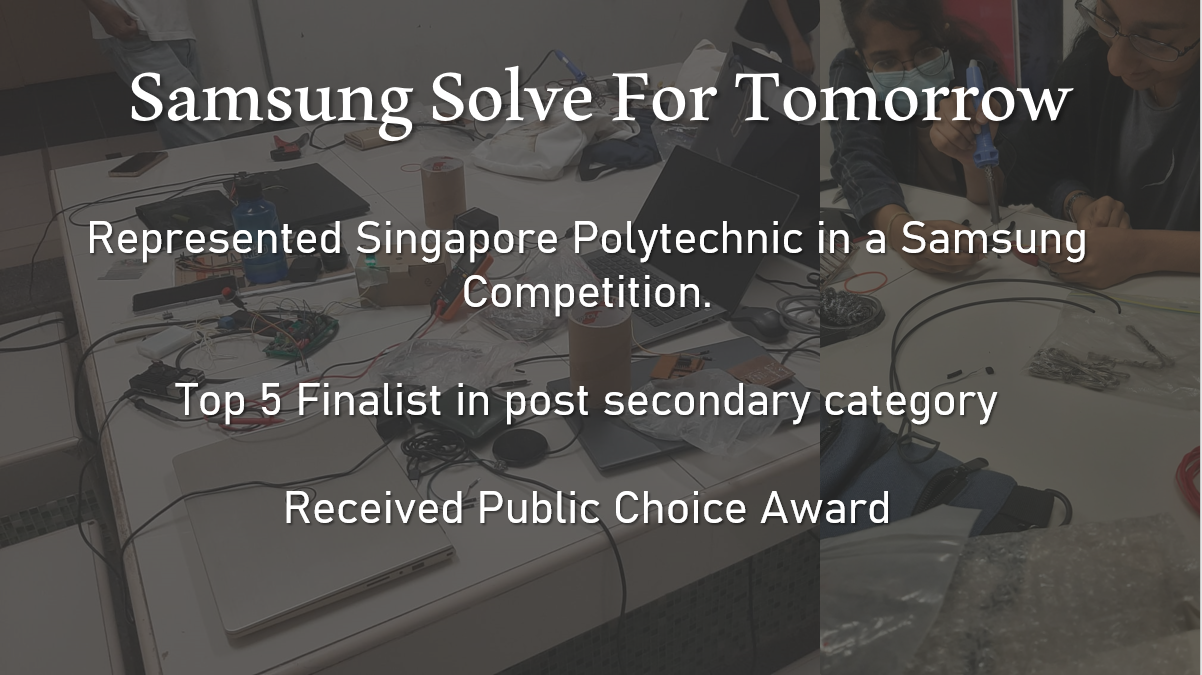 Samsung Solve For Tomorrow
Represented Singapore Polytechnic in a Samsung
Competition.
Top 5 Finalist in post secondary category
Received Public Choice Award